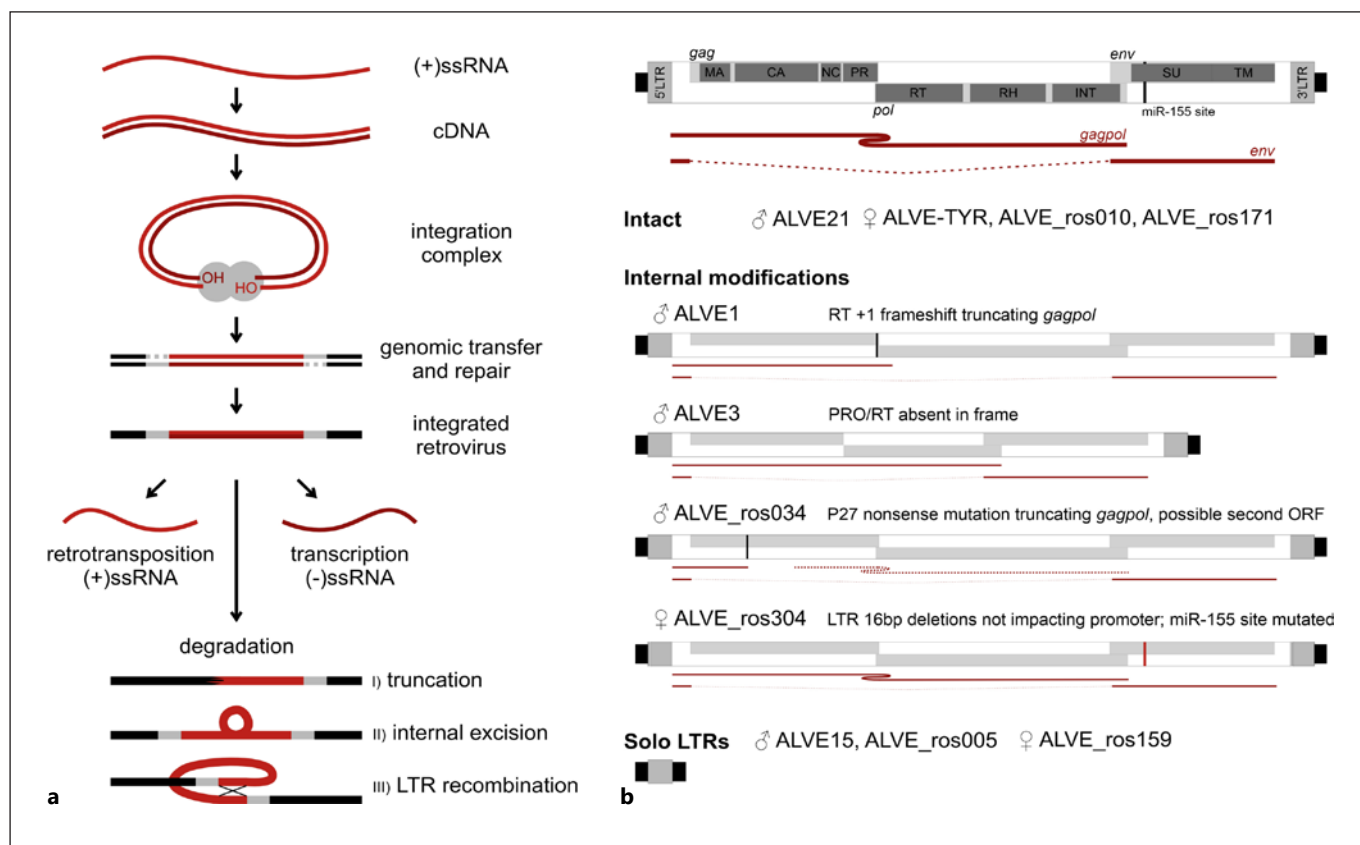 (+)ssRNA
cDNA
OH
HO
integration
complex
genomic transfer
and repair
integrated
retrovirus
retrotransposition
(+)ssRNA
transcription
(-)ssRNA
degradation
I) truncation
II) internal excision
III) LTR recombination
a
gag
env
5'LTR
MA
CA
NC
PR
SU
TM
3'LTR
RT
RH
INT
pol
miR-155 site
gagpol
env
Intact ♂ ALVE21 ♀ ALVE-TYR, ALVE_ros010, ALVE_ros171
Internal modifications
♂ ALVE1 RT +1 frameshift truncating gagpol
♂ ALVE3 PRO/RT absent in frame
♂ ALVE_ros034 P27 nonsense mutation truncating gagpol, possible second ORF
♀ ALVE_ros304 LTR 16bp deletions not impacting promoter; miR-155 site mutated
Solo LTRs ♂ ALVE15, ALVE_ros005 ♀ ALVE_ros159
b